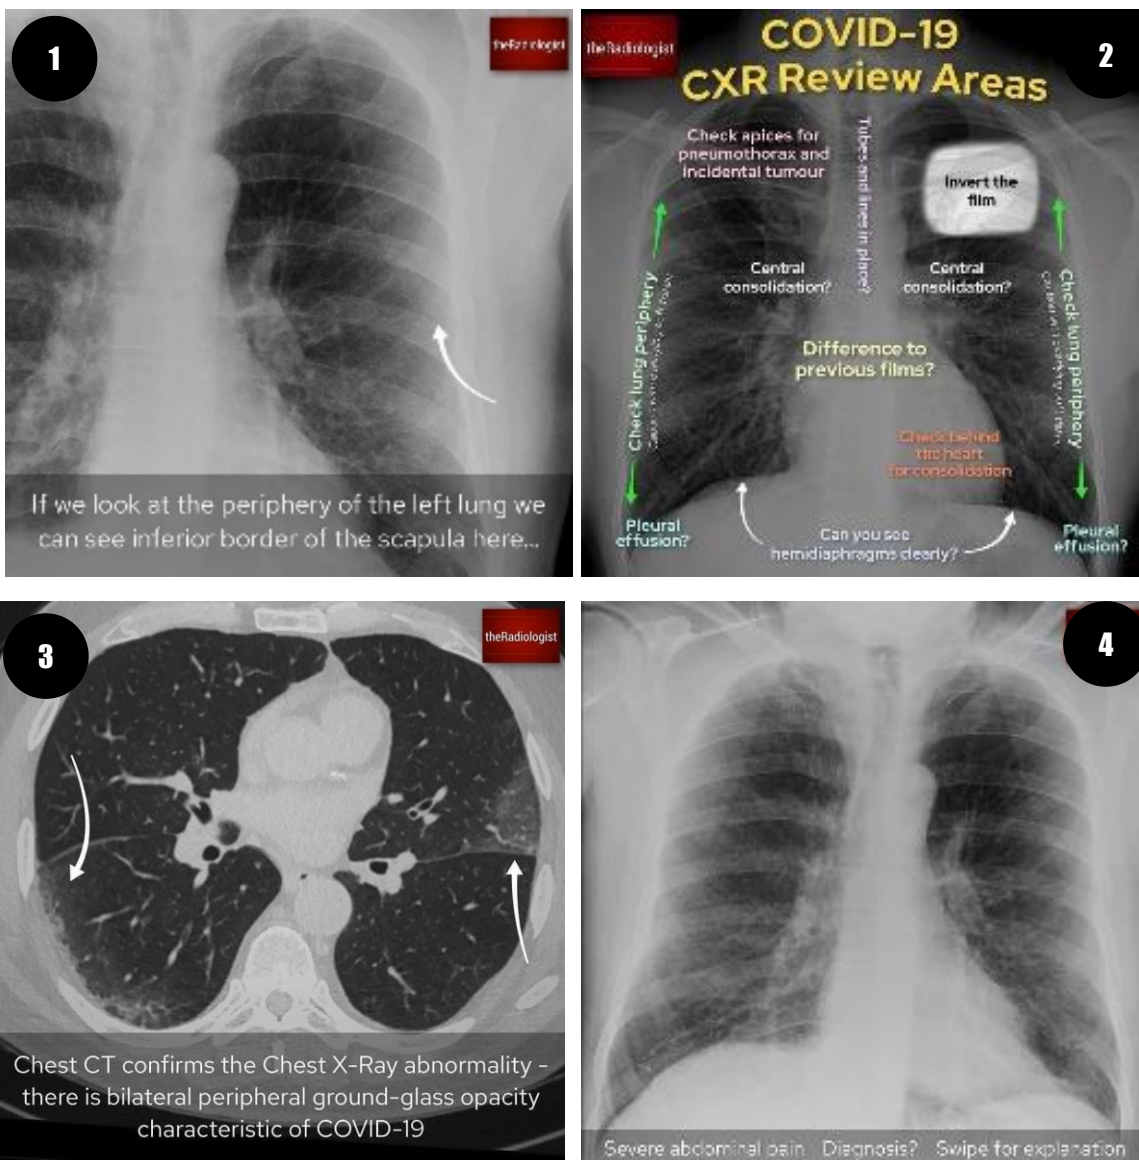 1
theRadiologist
If we look at the periphery of the left lung we
can see inferior border of the scapula here...
theRadiologist
COVID-19
CXR Review Areas
2
Check apices for
pneumothorax and
incidental tumour
Tubes and lines in place?
Invert the
film
Central
consolidation?
Central
consolidation?
Check lung periphery
Check lung periphery
Difference to
previous films?
Check behind
the heart
for consolidation
Pleural
effusion?
Can you see
hemidiaphragms clearly?
Pleural
effusion?
3
theRadiologist
Chest CT confirms the Chest X-Ray abnormality -
there is bilateral peripheral ground-glass opacity
characteristic of COVID-19
4
Severe abdominal pain Diagnosis? Swipe for explanation